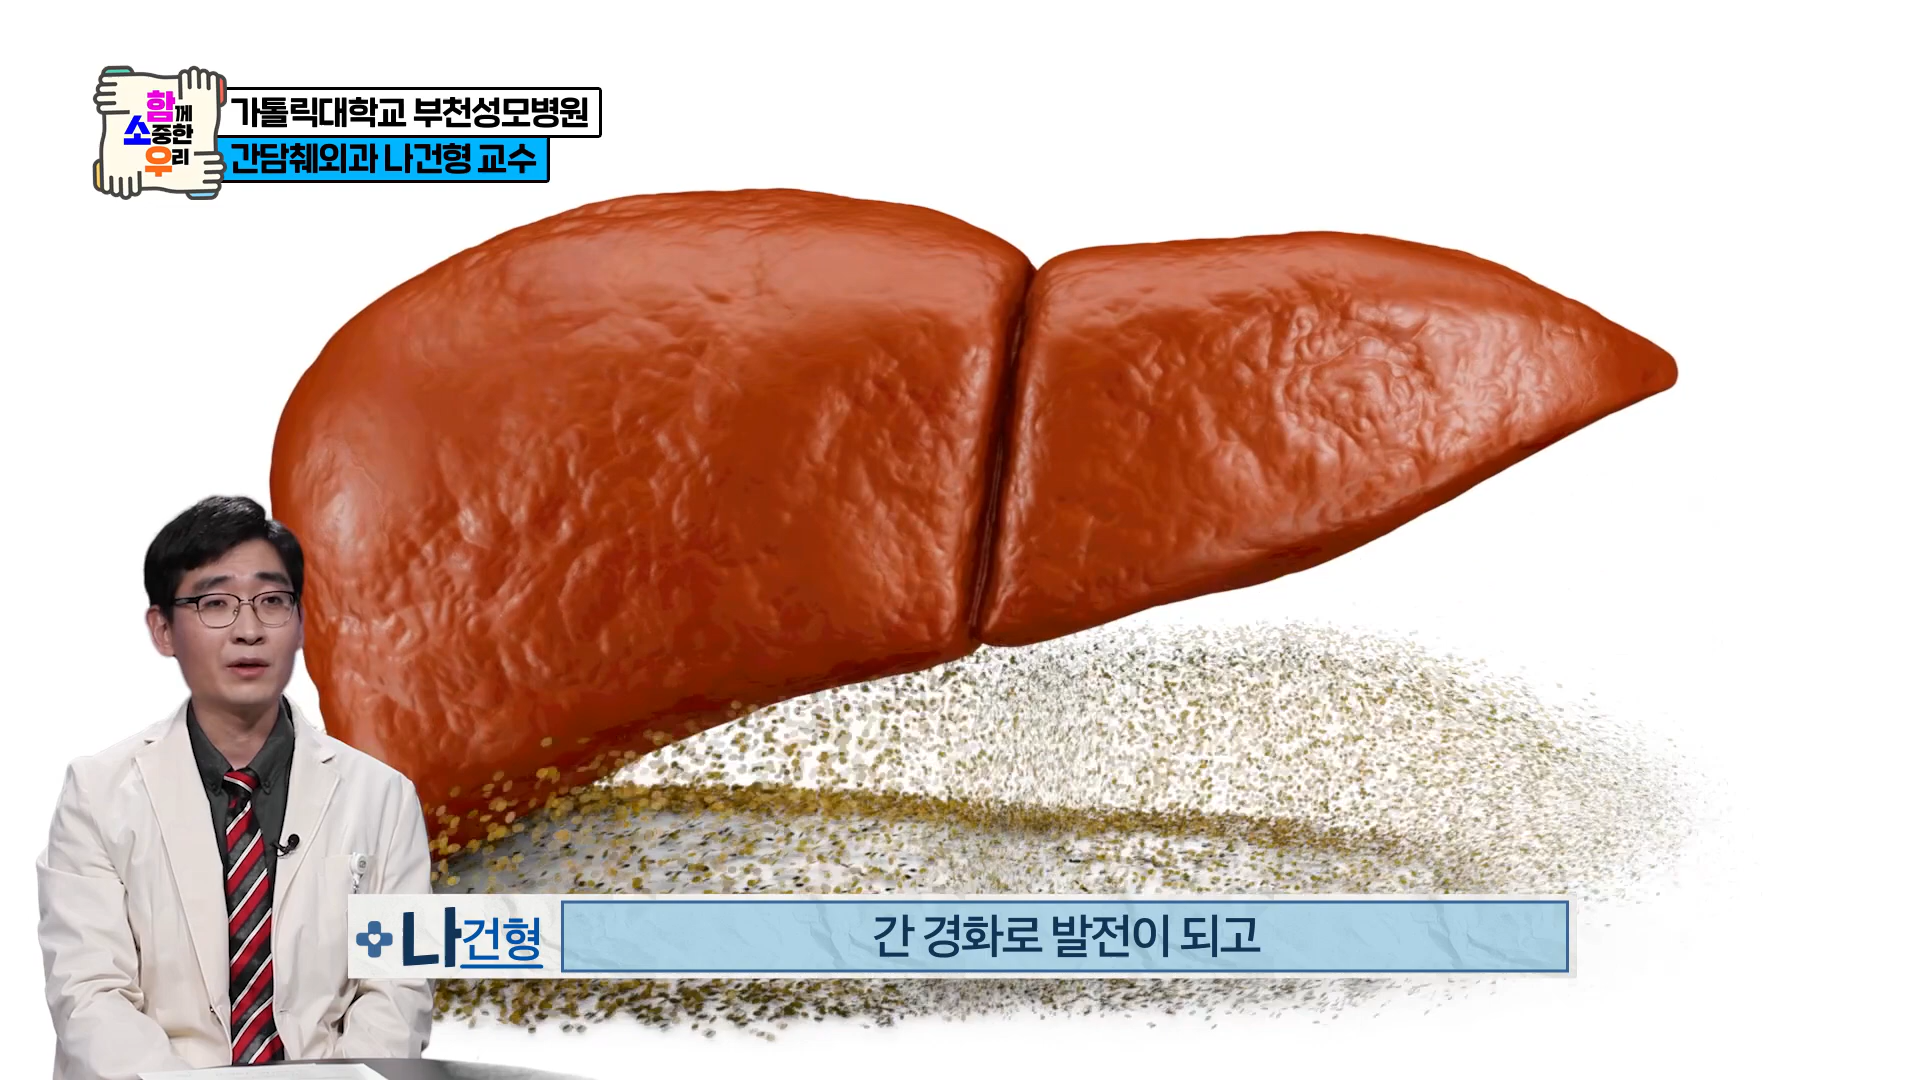 함께
소중한
우리
가톨릭대학교 부천성모병원
간담췌외과 나건형 교수
나건형
간 경화로 발전이 되고